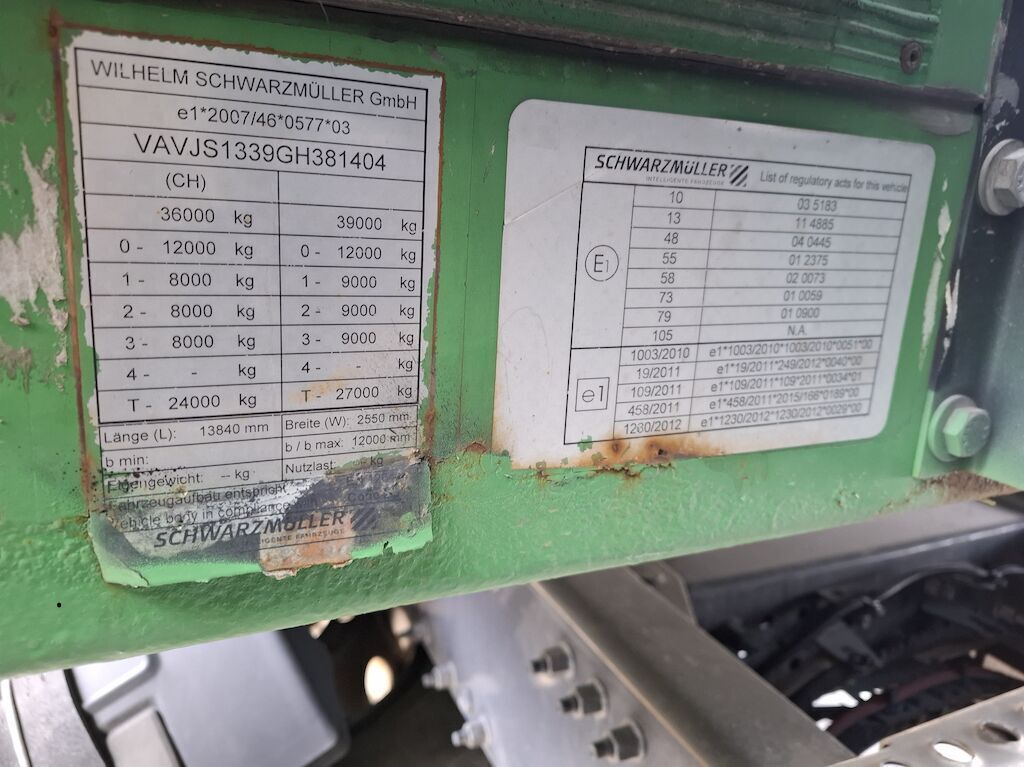 WILHELM SCHWARZMÜLLER GmbH
e1*2007/46*0577*03
VAVJS1339GH381404
(CH)
36000 kg 39000 kg
0 - 12000 kg 0 - 12000 kg
1 - 8000 kg 1 - 9000 kg
2 - 8000 kg 2 - 9000 kg
3 - 8000 kg 3 - 9000 kg
4 - - kg 4 - - kg
T - 24000 kg T - 27000 kg
Länge (L): 13840 mm Breite (W): 2550 mm
b min: b / b max: 12000 mm
Eigengewicht: -- kg Nutzlast: kg
Fahrzeugaufbau entspricht
Vehicle body in compliance
SCHWARZMÜLLER
INTELLIGENTE FAHRZEUGE
SCHWARZMÜLLER List of regulatory acts for this vehicle
INTELLIGENTE FAHRZEUGE
E1
10 03 5183
13 11 4885
48 04 0445
55 01 2375
58 02 0073
73 01 0059
79 01 0900
105 N.A.
e1
1003/2010 e1*1003/2010*1003/2010*0051*00
19/2011 e1*19/2011*249/2012*0040*00
109/2011 e1*109/2011*109*2011*0034*01
458/2011 e1*458/2011*2015/166*0189*00
1230/2012 e1*1230/2012*1230/2012*0029*00